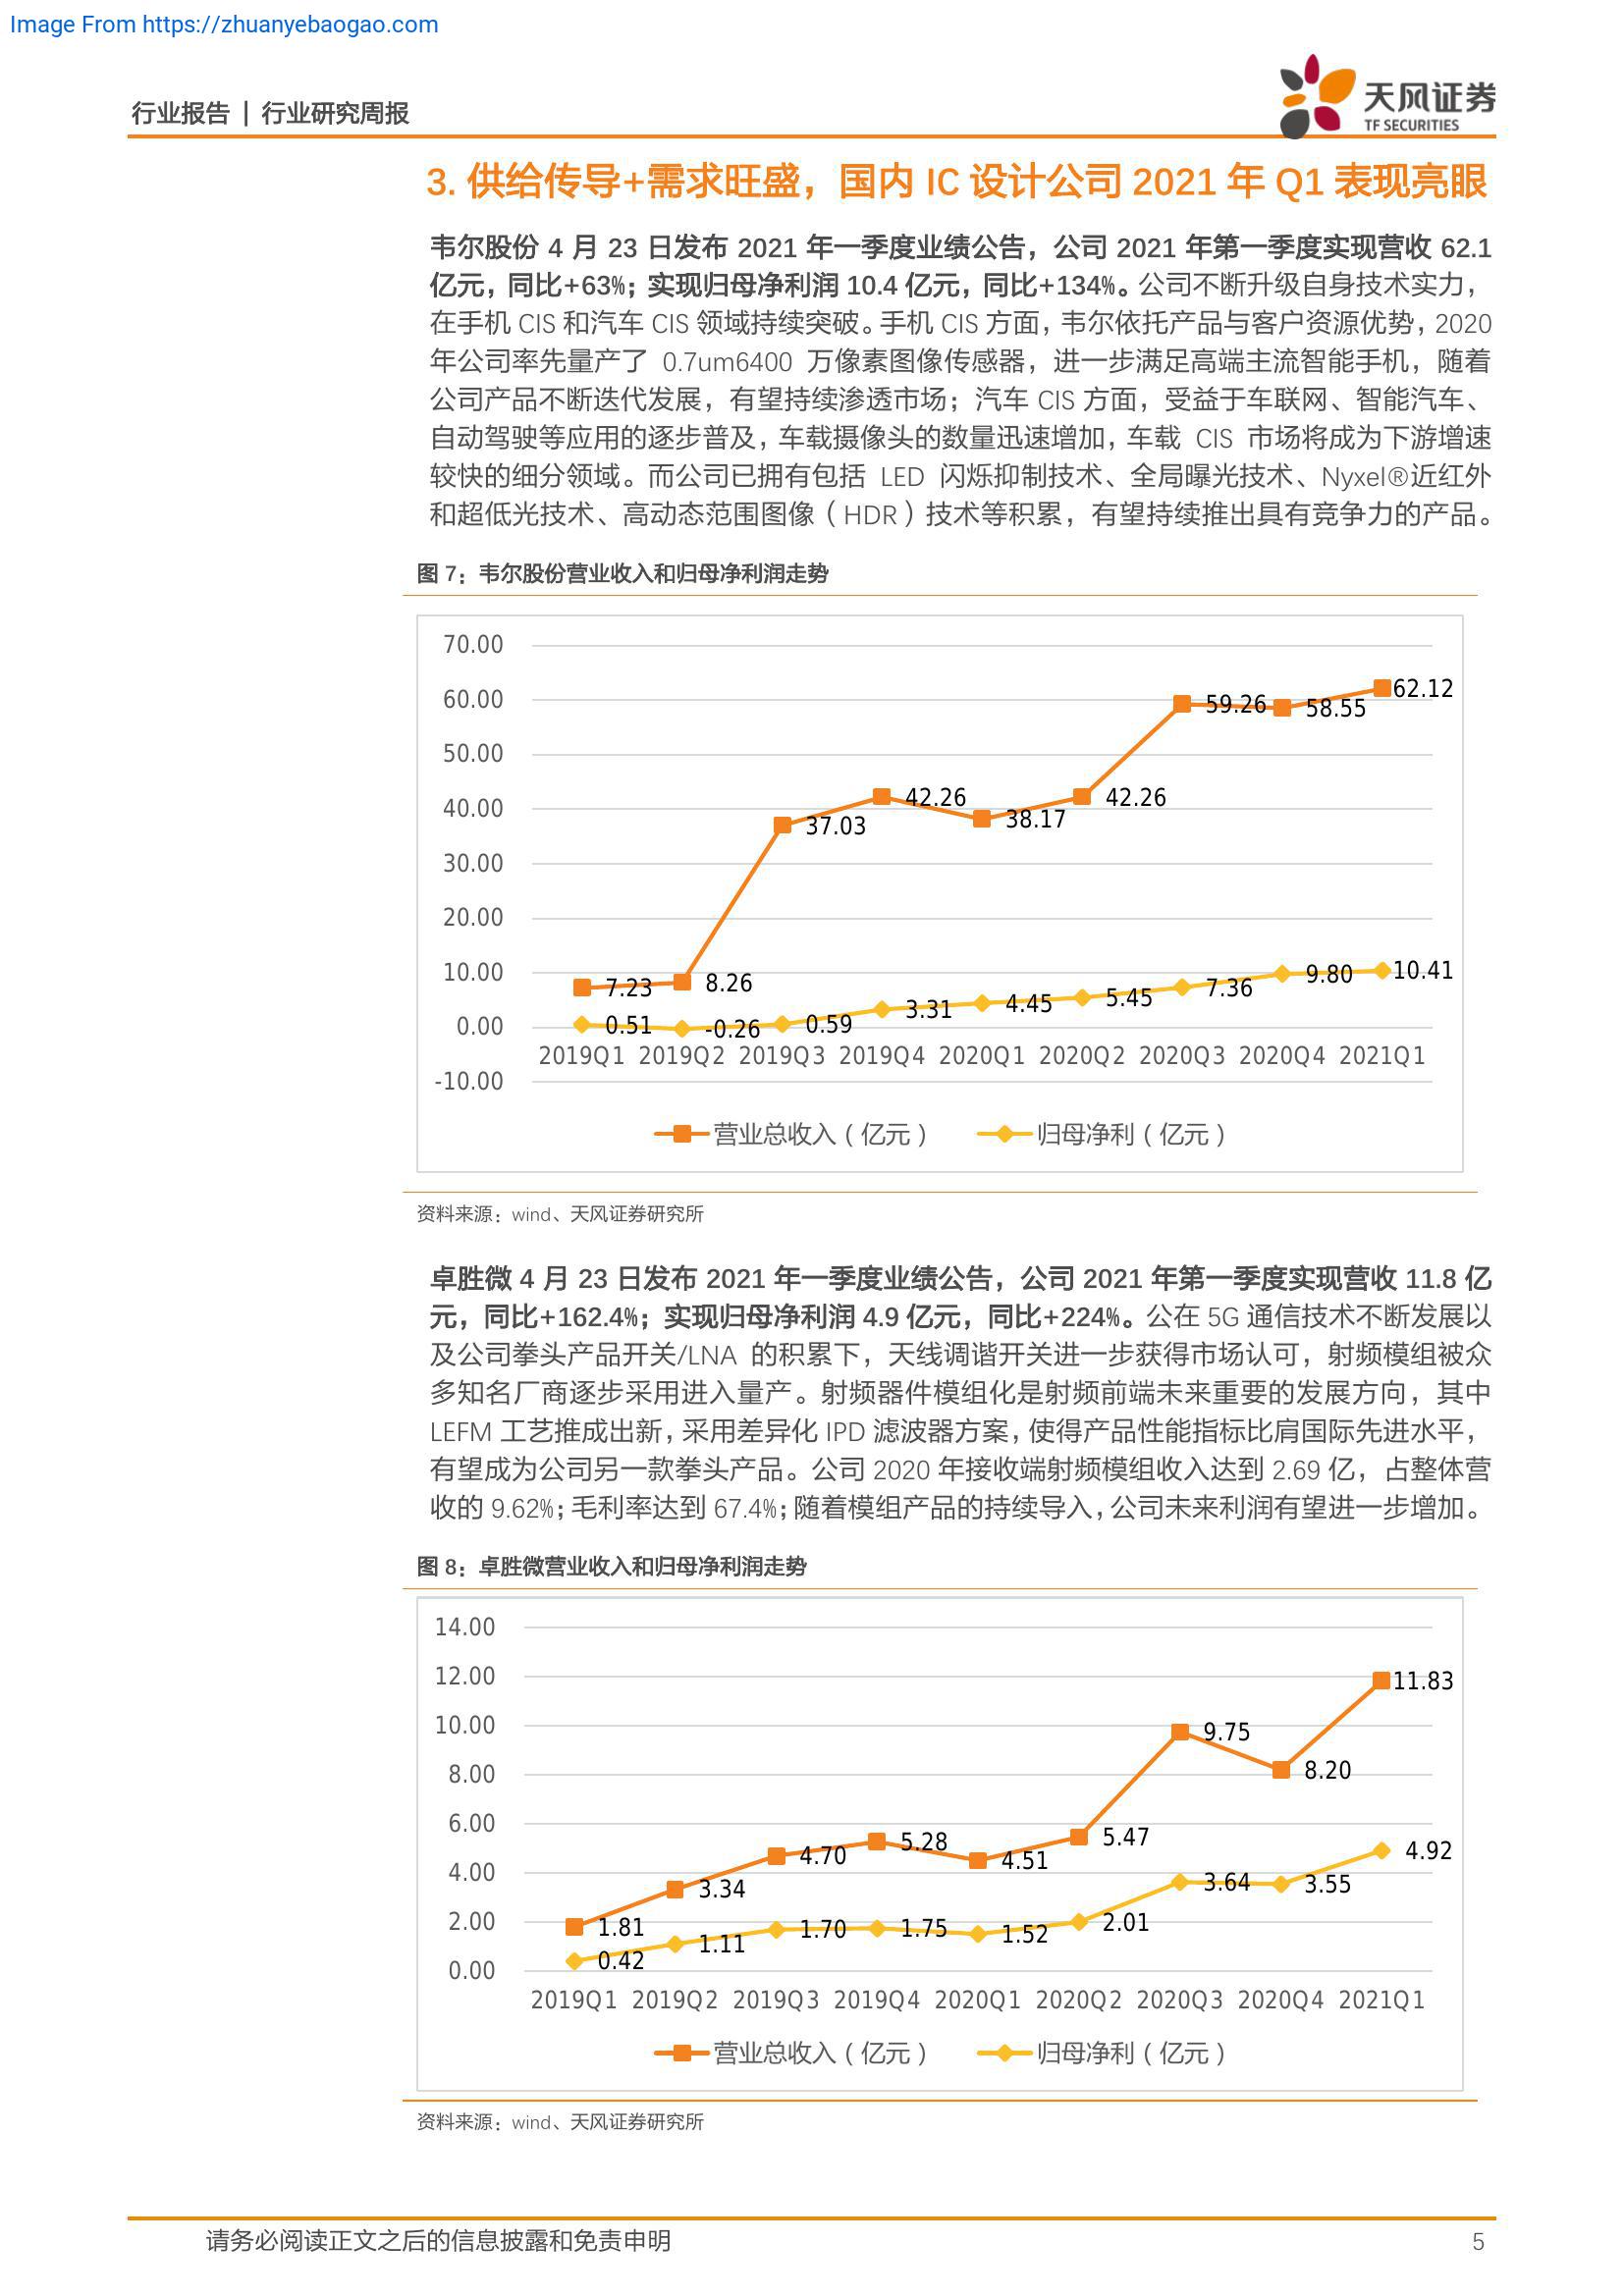 Image From https://zhuanyebaogao.com
行业报告 | 行业研究周报
天风证券
TF SECURITIES
3. 供给传导+需求旺盛，国内 IC 设计公司 2021 年 Q1 表现亮眼
韦尔股份 4 月 23 日发布 2021 年一季度业绩公告，公司 2021 年第一季度实现营收 62.1
亿元，同比+63%；实现归母净利润 10.4 亿元，同比+134%。公司不断升级自身技术实力，
在手机 CIS 和汽车 CIS 领域持续突破。手机 CIS 方面，韦尔依托产品与客户资源优势，2020
年公司率先量产了 0.7um6400 万像素图像传感器，进一步满足高端主流智能手机，随着
公司产品不断迭代发展，有望持续渗透市场；汽车 CIS 方面，受益于车联网、智能汽车、
自动驾驶等应用的逐步普及，车载摄像头的数量迅速增加，车载 CIS 市场将成为下游增速
较快的细分领域。而公司已拥有包括 LED 闪烁抑制技术、全局曝光技术、Nyxel®近红外
和超低光技术、高动态范围图像（HDR）技术等积累，有望持续推出具有竞争力的产品。
图 7：韦尔股份营业收入和归母净利润走势
70.00
60.00
50.00
40.00
30.00
20.00
10.00
0.00
-10.00
7.23 8.26 37.03 42.26 38.17 42.26 59.26 58.55 62.12
0.51 -0.26 0.59 3.31 4.45 5.45 7.36 9.80 10.41
2019Q1 2019Q2 2019Q3 2019Q4 2020Q1 2020Q2 2020Q3 2020Q4 2021Q1
营业总收入（亿元） 归母净利（亿元）
资料来源：wind、天风证券研究所
卓胜微 4 月 23 日发布 2021 年一季度业绩公告，公司 2021 年第一季度实现营收 11.8 亿
元，同比+162.4%；实现归母净利润 4.9 亿元，同比+224%。公在 5G 通信技术不断发展以
及公司拳头产品开关/LNA 的积累下，天线调谐开关进一步获得市场认可，射频模组被众
多知名厂商逐步采用进入量产。射频器件模组化是射频前端未来重要的发展方向，其中
LEFM 工艺推成出新，采用差异化 IPD 滤波器方案，使得产品性能指标比肩国际先进水平，
有望成为公司另一款拳头产品。公司 2020 年接收端射频模组收入达到 2.69 亿，占整体营
收的 9.62%；毛利率达到 67.4%；随着模组产品的持续导入，公司未来利润有望进一步增加。
图 8：卓胜微营业收入和归母净利润走势
14.00
12.00
10.00
8.00
6.00
4.00
2.00
0.00
1.81 3.34 4.70 5.28 4.51 5.47 9.75 8.20 11.83
0.42 1.11 1.70 1.75 1.52 2.01 3.64 3.55 4.92
2019Q1 2019Q2 2019Q3 2019Q4 2020Q1 2020Q2 2020Q3 2020Q4 2021Q1
营业总收入（亿元） 归母净利（亿元）
资料来源：wind、天风证券研究所
请务必阅读正文之后的信息披露和免责申明 5